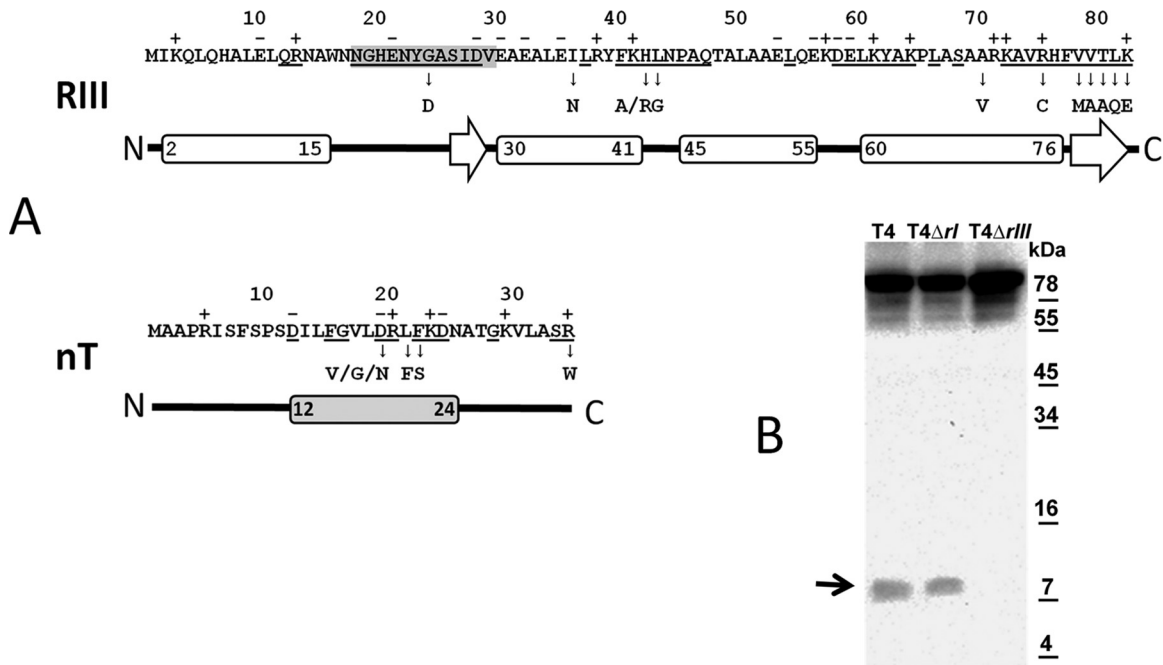 10 20 30 40 50 60 70 80
+ - + - - - - - + + - - + - - + + + + + +
MIKQLQHALELQRNAWNNGHENYGASIDVEAEALEILRYFKHLNPAQTALAAELQEKDELKYAKPLASAARKAVRHFVVTLK
↓ ↓ ↓ ↓ ↓ ↓ ↓ ↓ ↓ ↓ ↓
RIII
D N A/RG V C MAAQE
N 2 15 30 41 45 55 60 76 C
A
10 20 30
+ - - + + - + +
MAAPRISFSPSDILFGVLDRLFKDNATGKVLASR
nT
↓ ↓ ↓ ↓
V/G/N FS W
N 12 24 C
B
T4 T4ΔrI T4ΔrIII
kDa
78
55
45
34
16
7
4